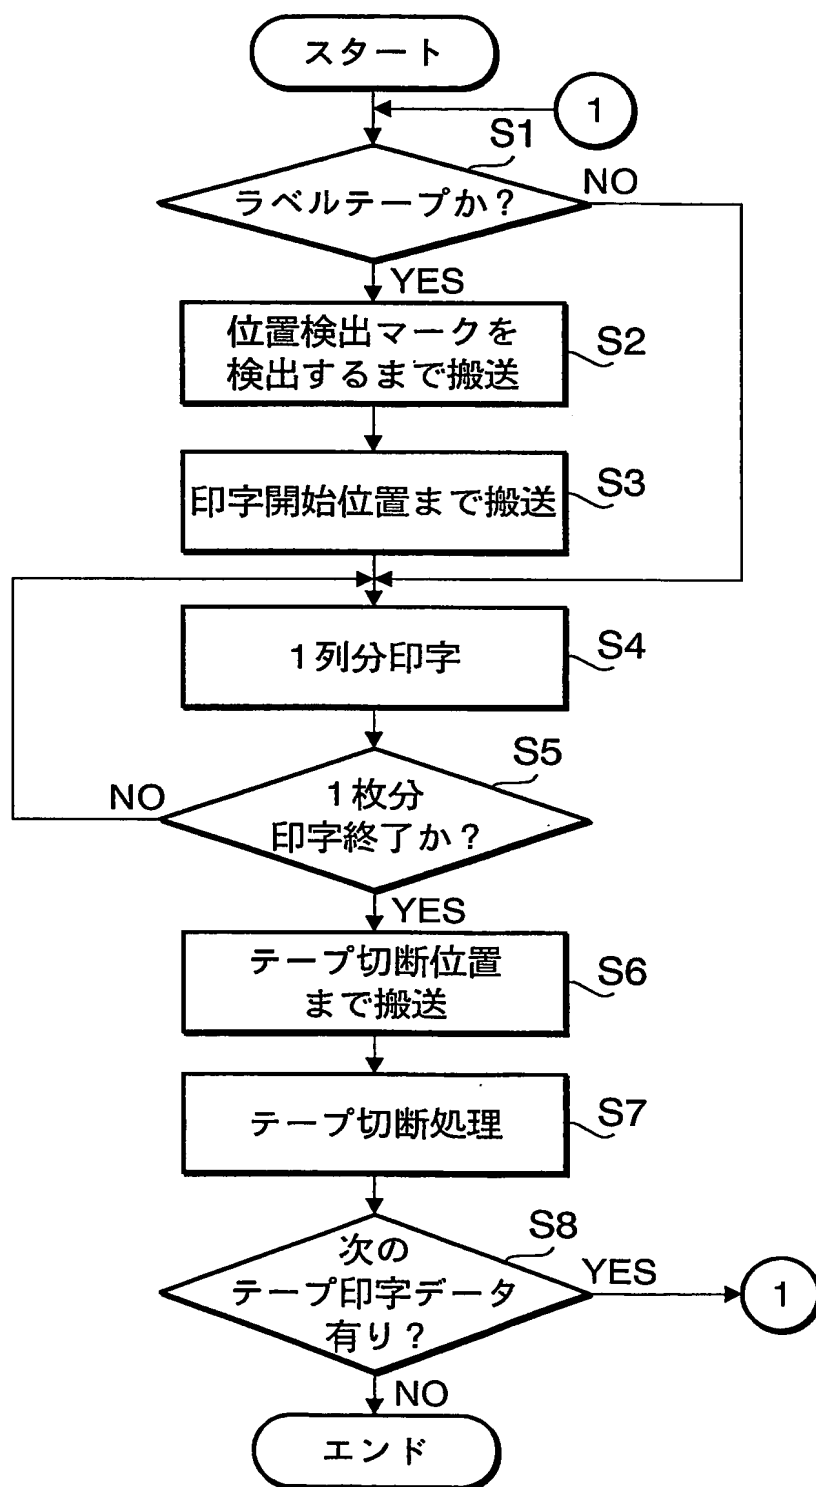 スタート
1
S1
ラベルテープか？
NO
YES
位置検出マークを
検出するまで搬送
S2
印字開始位置まで搬送
S3
1列分印字
S4
S5
1枚分
印字終了か？
NO
YES
テープ切断位置
まで搬送
S6
テープ切断処理
S7
S8
次の
テープ印字データ
有り？
YES
1
NO
エンド